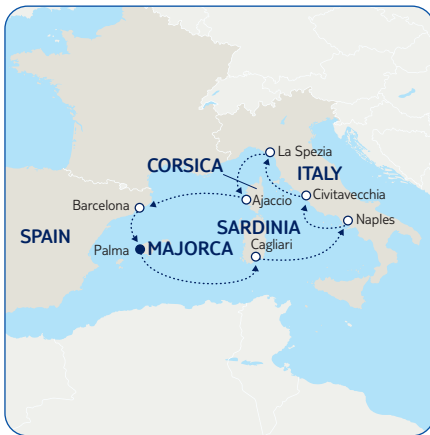 La Spezia
CORSICA
ITALY
Ajaccio
Civitavecchia
Barcelona
Naples
SARDINIA
SPAIN
Cagliari
Palma
MAJORCA